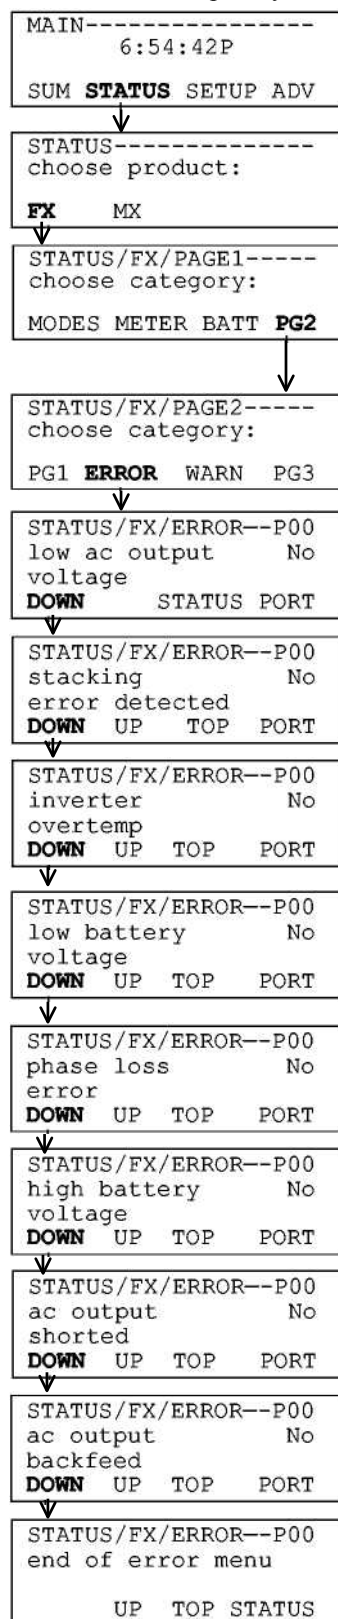 MAIN----------------
6:54:42P
SUM STATUS SETUP ADV
STATUS--------------
choose product:
FX MX
STATUS/FX/PAGE1-----
choose category:
MODES METER BATT PG2
STATUS/FX/PAGE2-----
choose category:
PG1 ERROR WARN PG3
STATUS/FX/ERROR--P00
low ac output No
voltage
DOWN STATUS PORT
STATUS/FX/ERROR--P00
stacking No
error detected
DOWN UP TOP PORT
STATUS/FX/ERROR--P00
inverter No
overtemp
DOWN UP TOP PORT
STATUS/FX/ERROR--P00
low battery No
voltage
DOWN UP TOP PORT
STATUS/FX/ERROR--P00
phase loss No
error
DOWN UP TOP PORT
STATUS/FX/ERROR--P00
high battery No
voltage
DOWN UP TOP PORT
STATUS/FX/ERROR--P00
ac output No
shorted
DOWN UP TOP PORT
STATUS/FX/ERROR--P00
ac output No
backfeed
DOWN UP TOP PORT
STATUS/FX/ERROR--P00
end of error menu
UP TOP STATUS